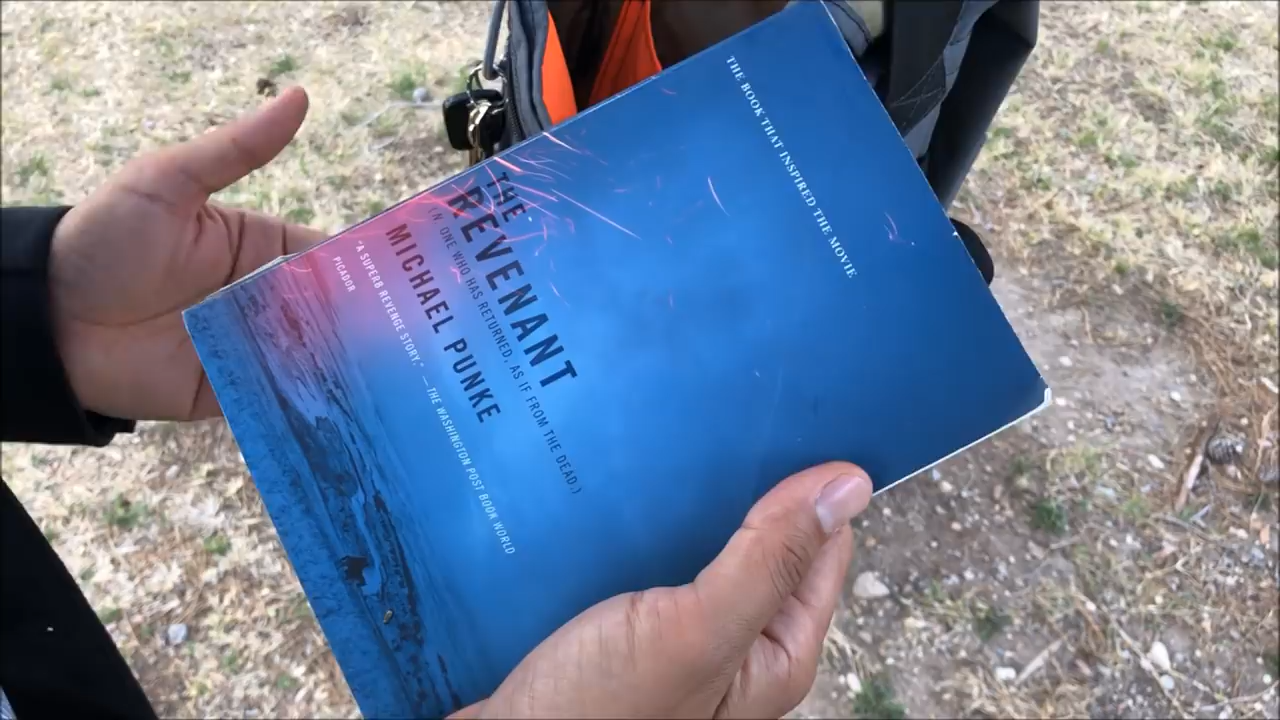 THE BOOK THAT INSPIRED THE MOVIE
THE
REVENANT
(N. ONE WHO HAS RETURNED, AS IF FROM THE DEAD.)
MICHAEL PUNKE
"A SUPERB REVENGE STORY." —THE WASHINGTON POST BOOK WORLD
PICADOR